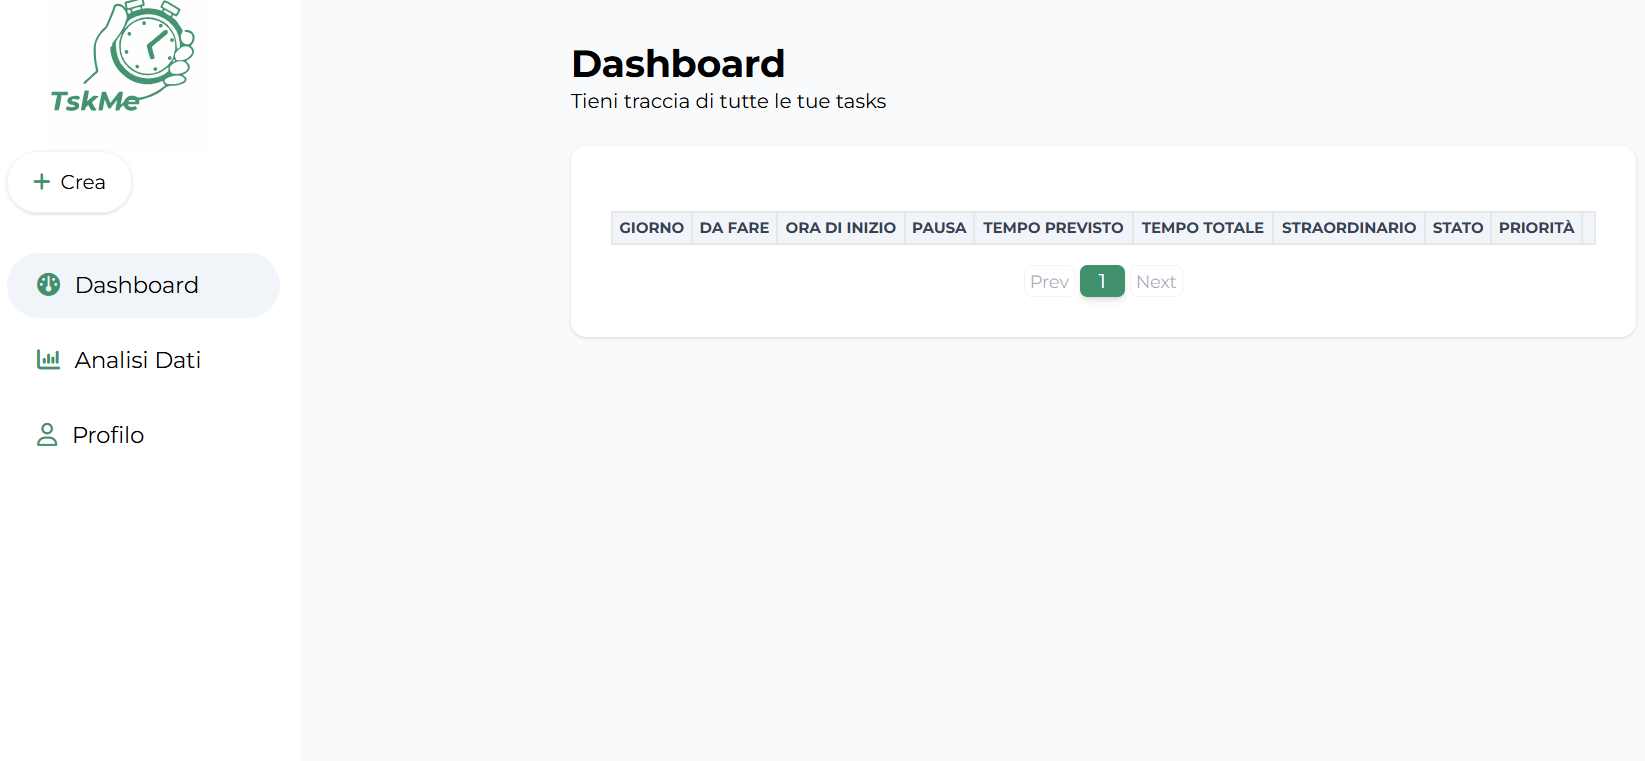 TskMe
Crea
Dashboard
Analisi Dati
Profilo
Dashboard
Tieni traccia di tutte le tue tasks
GIORNO DA FARE ORA DI INIZIO PAUSA TEMPO PREVISTO TEMPO TOTALE STRAORDINARIO STATO PRIORITÀ
Prev 1 Next